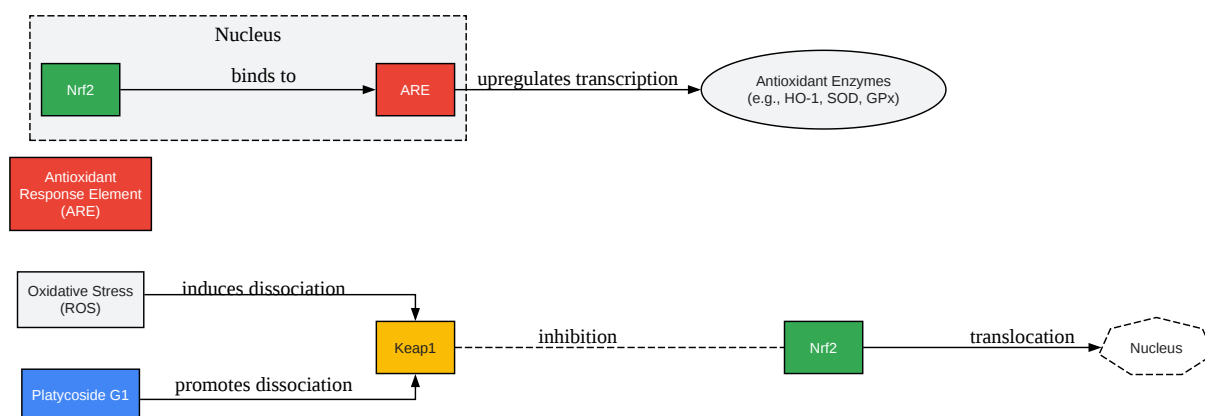 Nucleus
Nrf2
binds to
ARE
upregulates transcription
Antioxidant Enzymes
(e.g., HO-1, SOD, GPx)
Antioxidant
Response Element
(ARE)
Oxidative Stress
(ROS)
induces dissociation
Keap1
inhibition
Nrf2
translocation
Nucleus
Platycoside G1
promotes dissociation